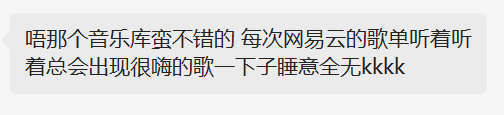 唔那个音乐库蛮不错的 每次网易云的歌单听着听
着总会出现很嗨的歌一下子睡意全无kkkk